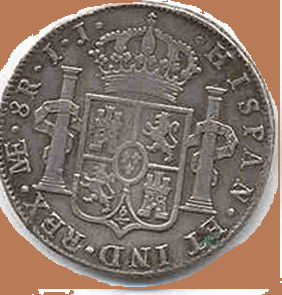 · HISPAN · ET IND · REX · ME · 8R · I · J ·